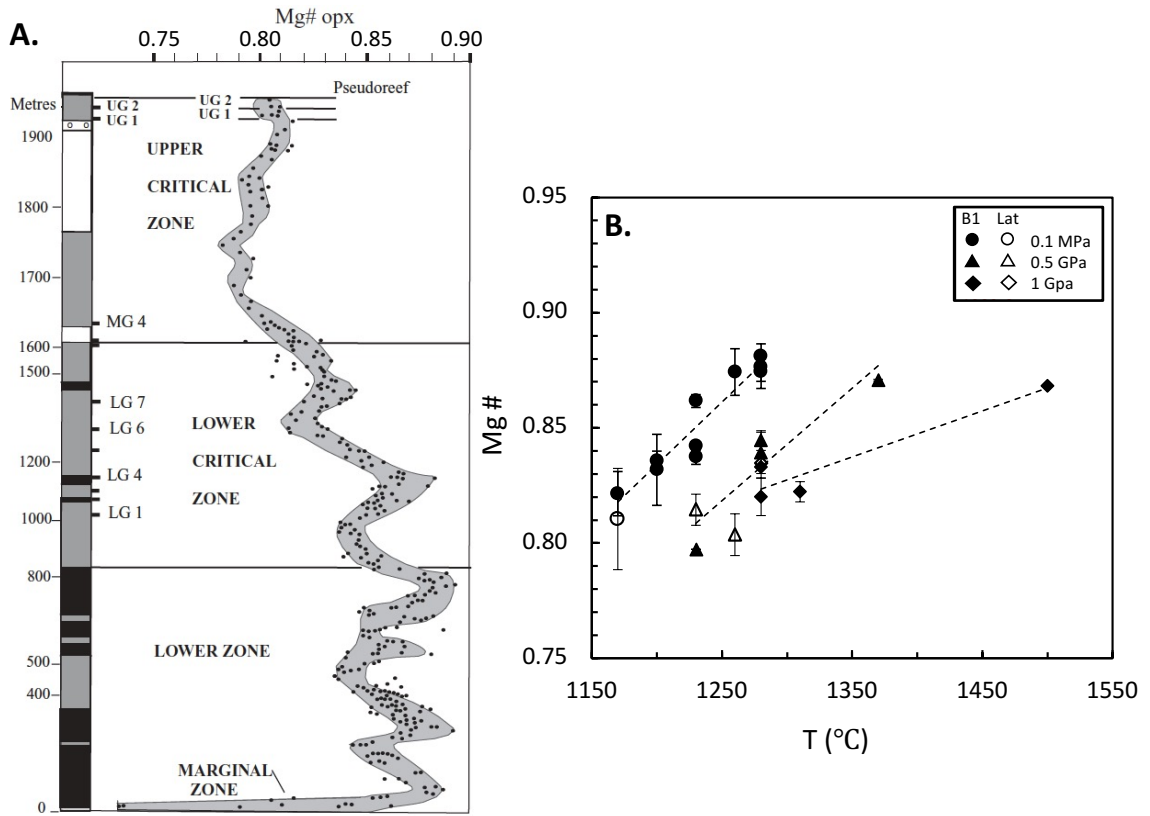 A.
Mg# opx
0.75 0.80 0.85 0.90
Pseudoreef
Metres
UG 2
UG 1
UG 2
UG 1
1900
UPPER
CRITICAL
ZONE
1800
1700
MG 4
1600
1500
LG 7
LG 6
LOWER
CRITICAL
ZONE
1200
LG 4
LG 1
1000
800
LOWER ZONE
500
400
MARGINAL
ZONE
0
B.
0.95
0.90
0.85
0.80
0.75
Mg #
B1 Lat
0.1 MPa
0.5 GPa
1 Gpa
1150 1250 1350 1450 1550
T (°C)